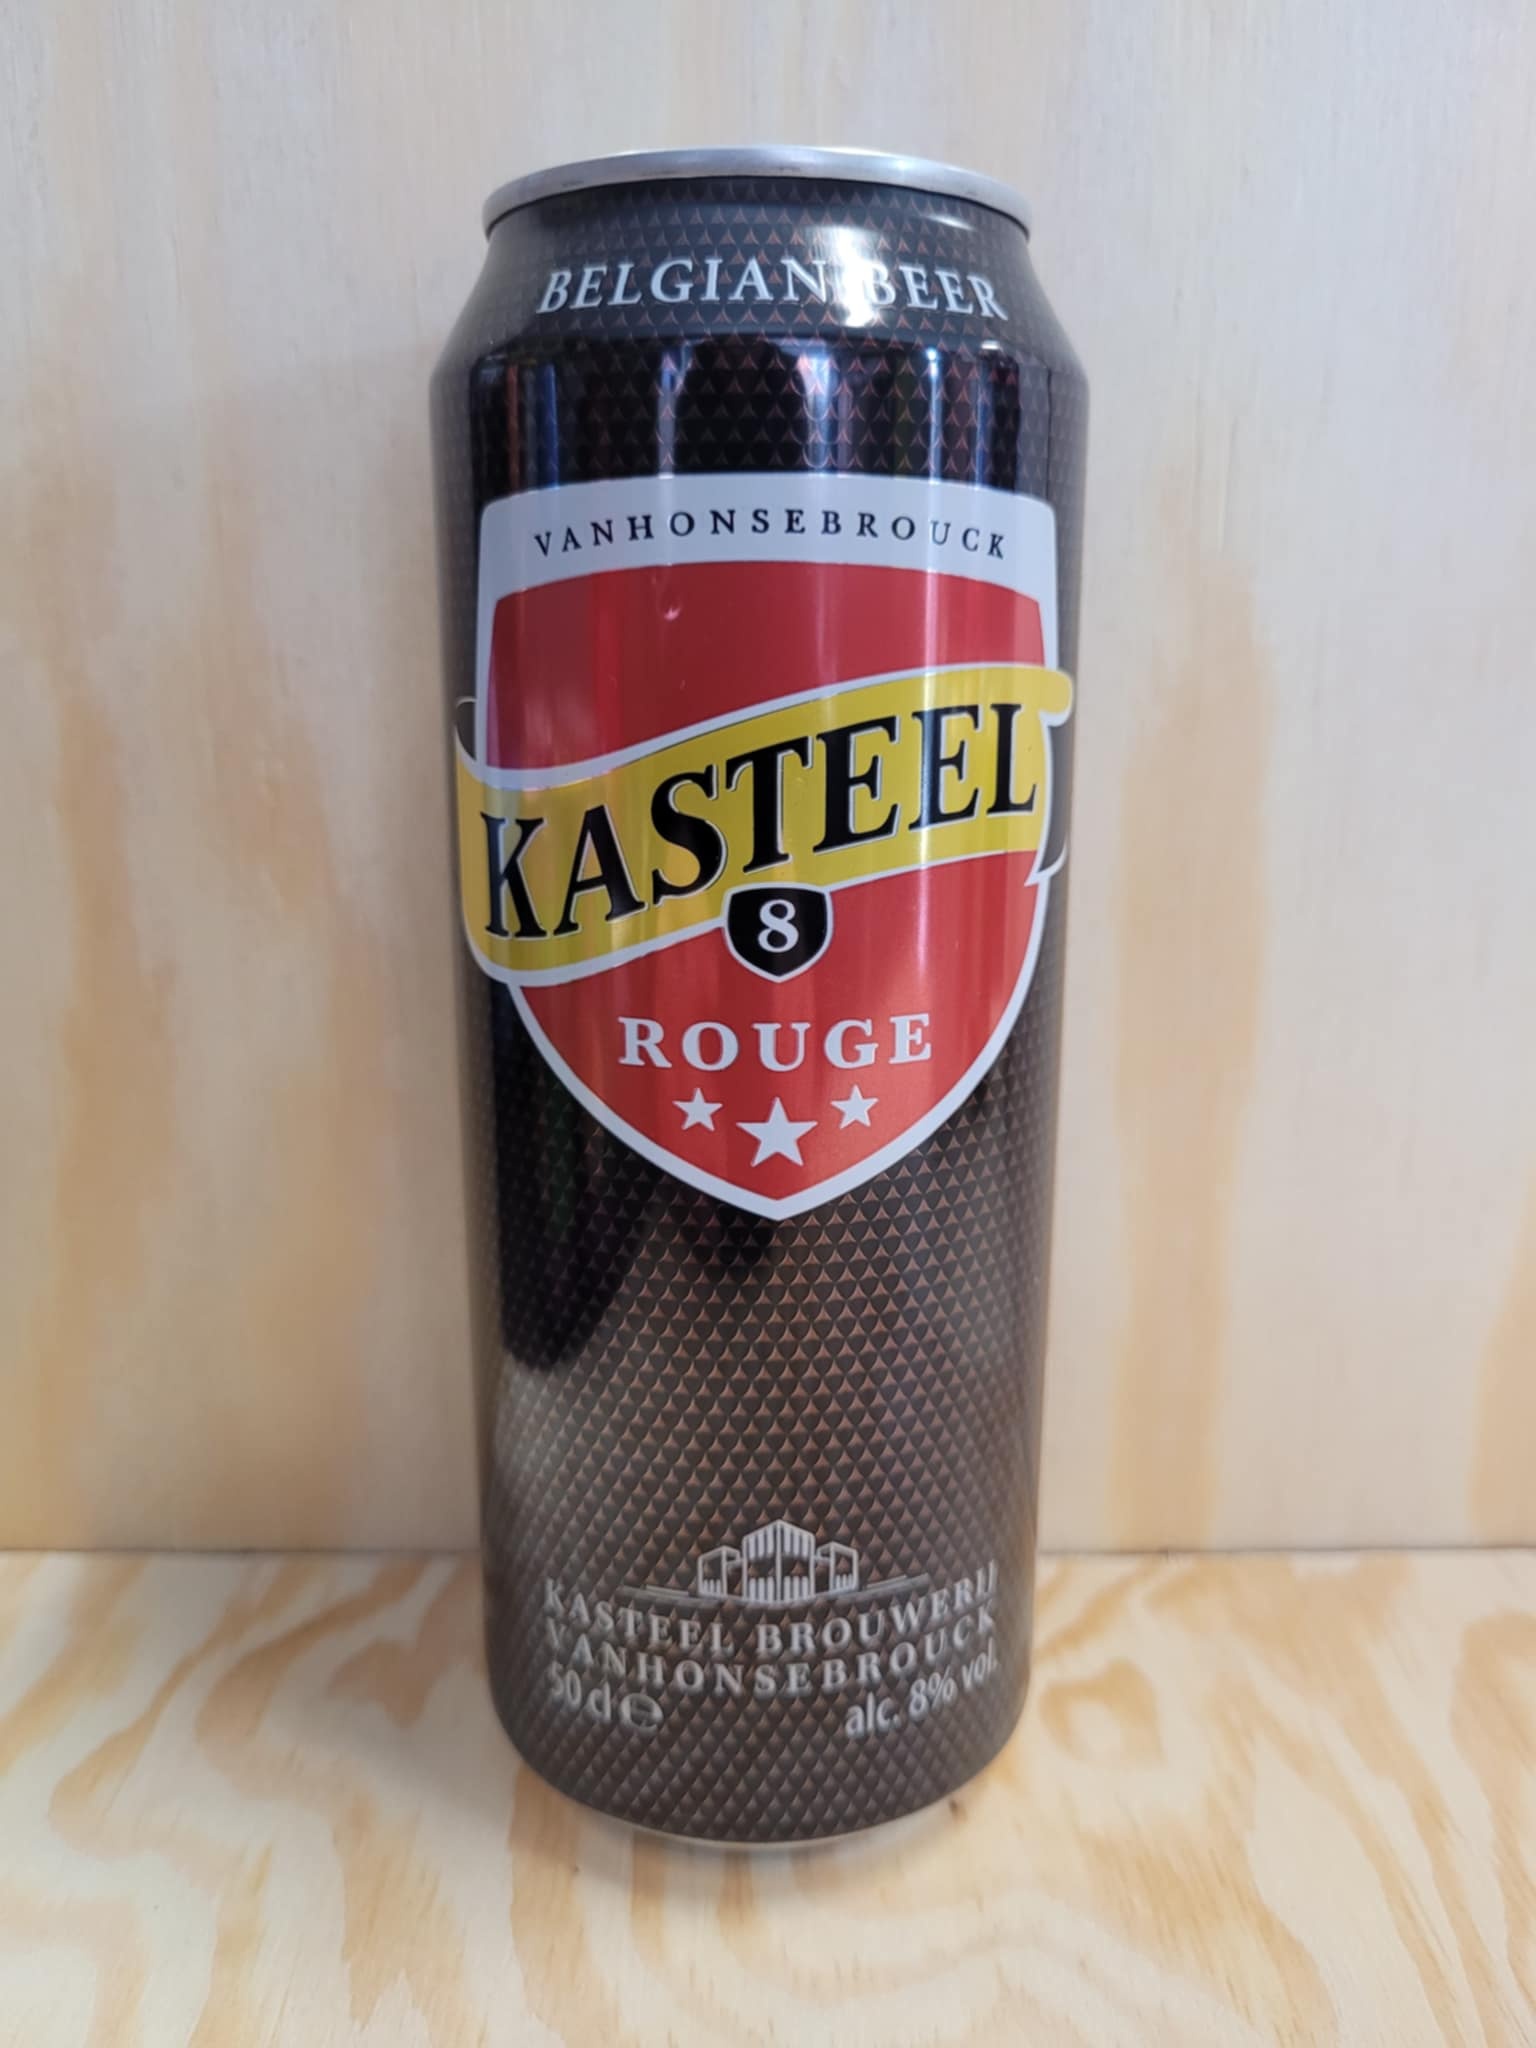 BELGIAN BEER
VANHONSEBROUCK
KASTEEL
8
ROUGE
KASTEEL BROUWERIJ
VANHONSEBROUCK
50 cl e alc. 8% vol.